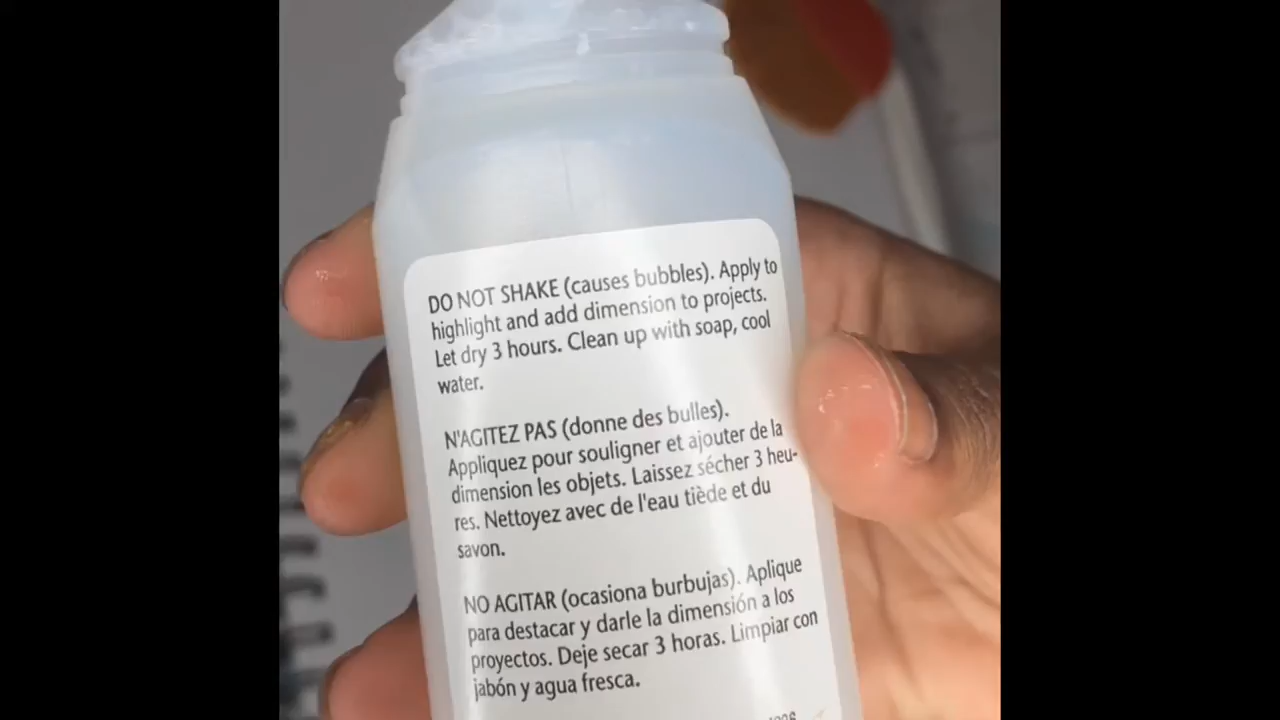 DO NOT SHAKE (causes bubbles). Apply to
highlight and add dimension to projects.
Let dry 3 hours. Clean up with soap, cool
water.
N'AGITEZ PAS (donne des bulles).
Appliquez pour souligner et ajouter de la
dimension les objets. Laissez sécher 3 heu-
res. Nettoyez avec de l'eau tiède et du
savon.
NO AGITAR (ocasiona burbujas). Aplique
para destacar y darle la dimensión a los
proyectos. Deje secar 3 horas. Limpiar con
jabón y agua fresca.